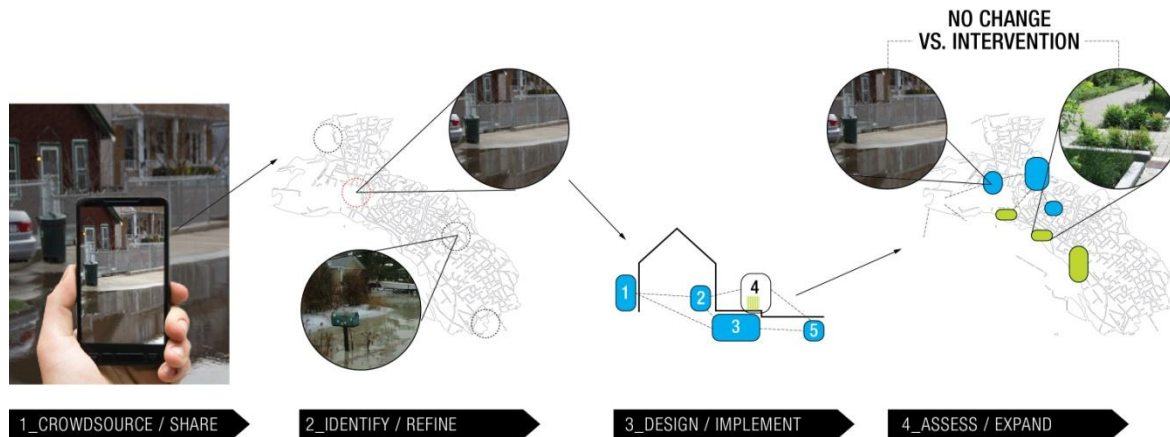 NO CHANGE
VS. INTERVENTION
1
2
3
4
5
1_CROWDSOURCE / SHARE
2_IDENTIFY / REFINE
3_DESIGN / IMPLEMENT
4_ASSESS / EXPAND